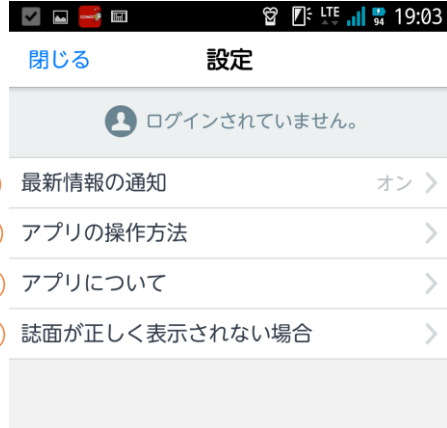 LTE 94 19:03
閉じる 設定
ログインされていません。
最新情報の通知 オン
アプリの操作方法
アプリについて
誌面が正しく表示されない場合